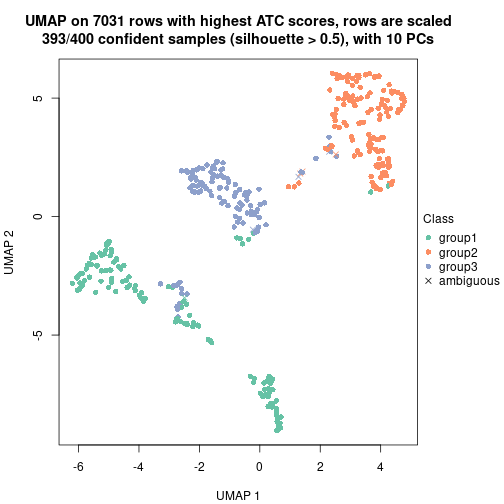 UMAP on 7031 rows with highest ATC scores, rows are scaled
393/400 confident samples (silhouette > 0.5), with 10 PCs
5
0
-5
UMAP 2
-6
-4
-2
0
2
4
UMAP 1
Class
group1
group2
group3
ambiguous